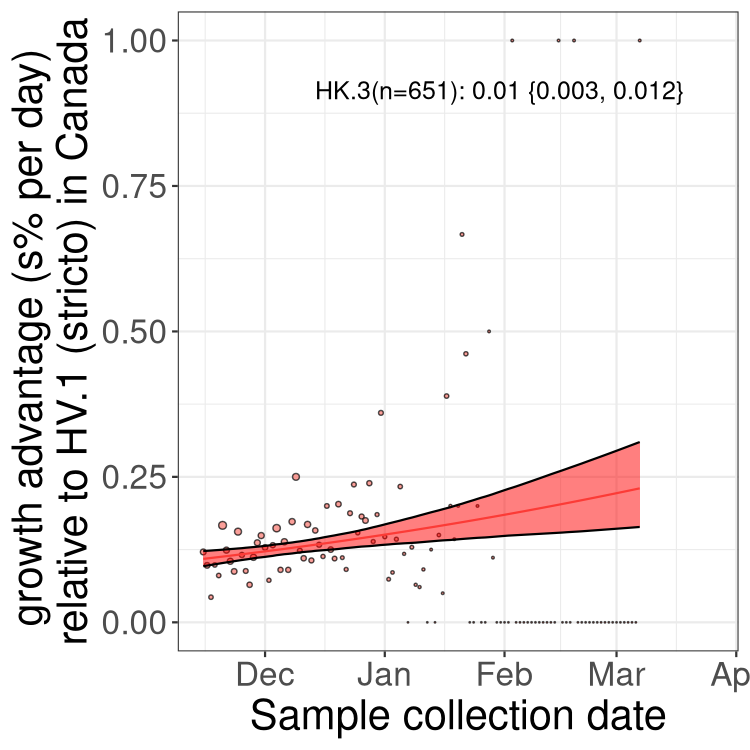 growth advantage (s% per day)
relative to HV.1 (stricto) in Canada
1.00
0.75
0.50
0.25
0.00
HK.3(n=651): 0.01 {0.003, 0.012}
Dec Jan Feb Mar Ap
Sample collection date